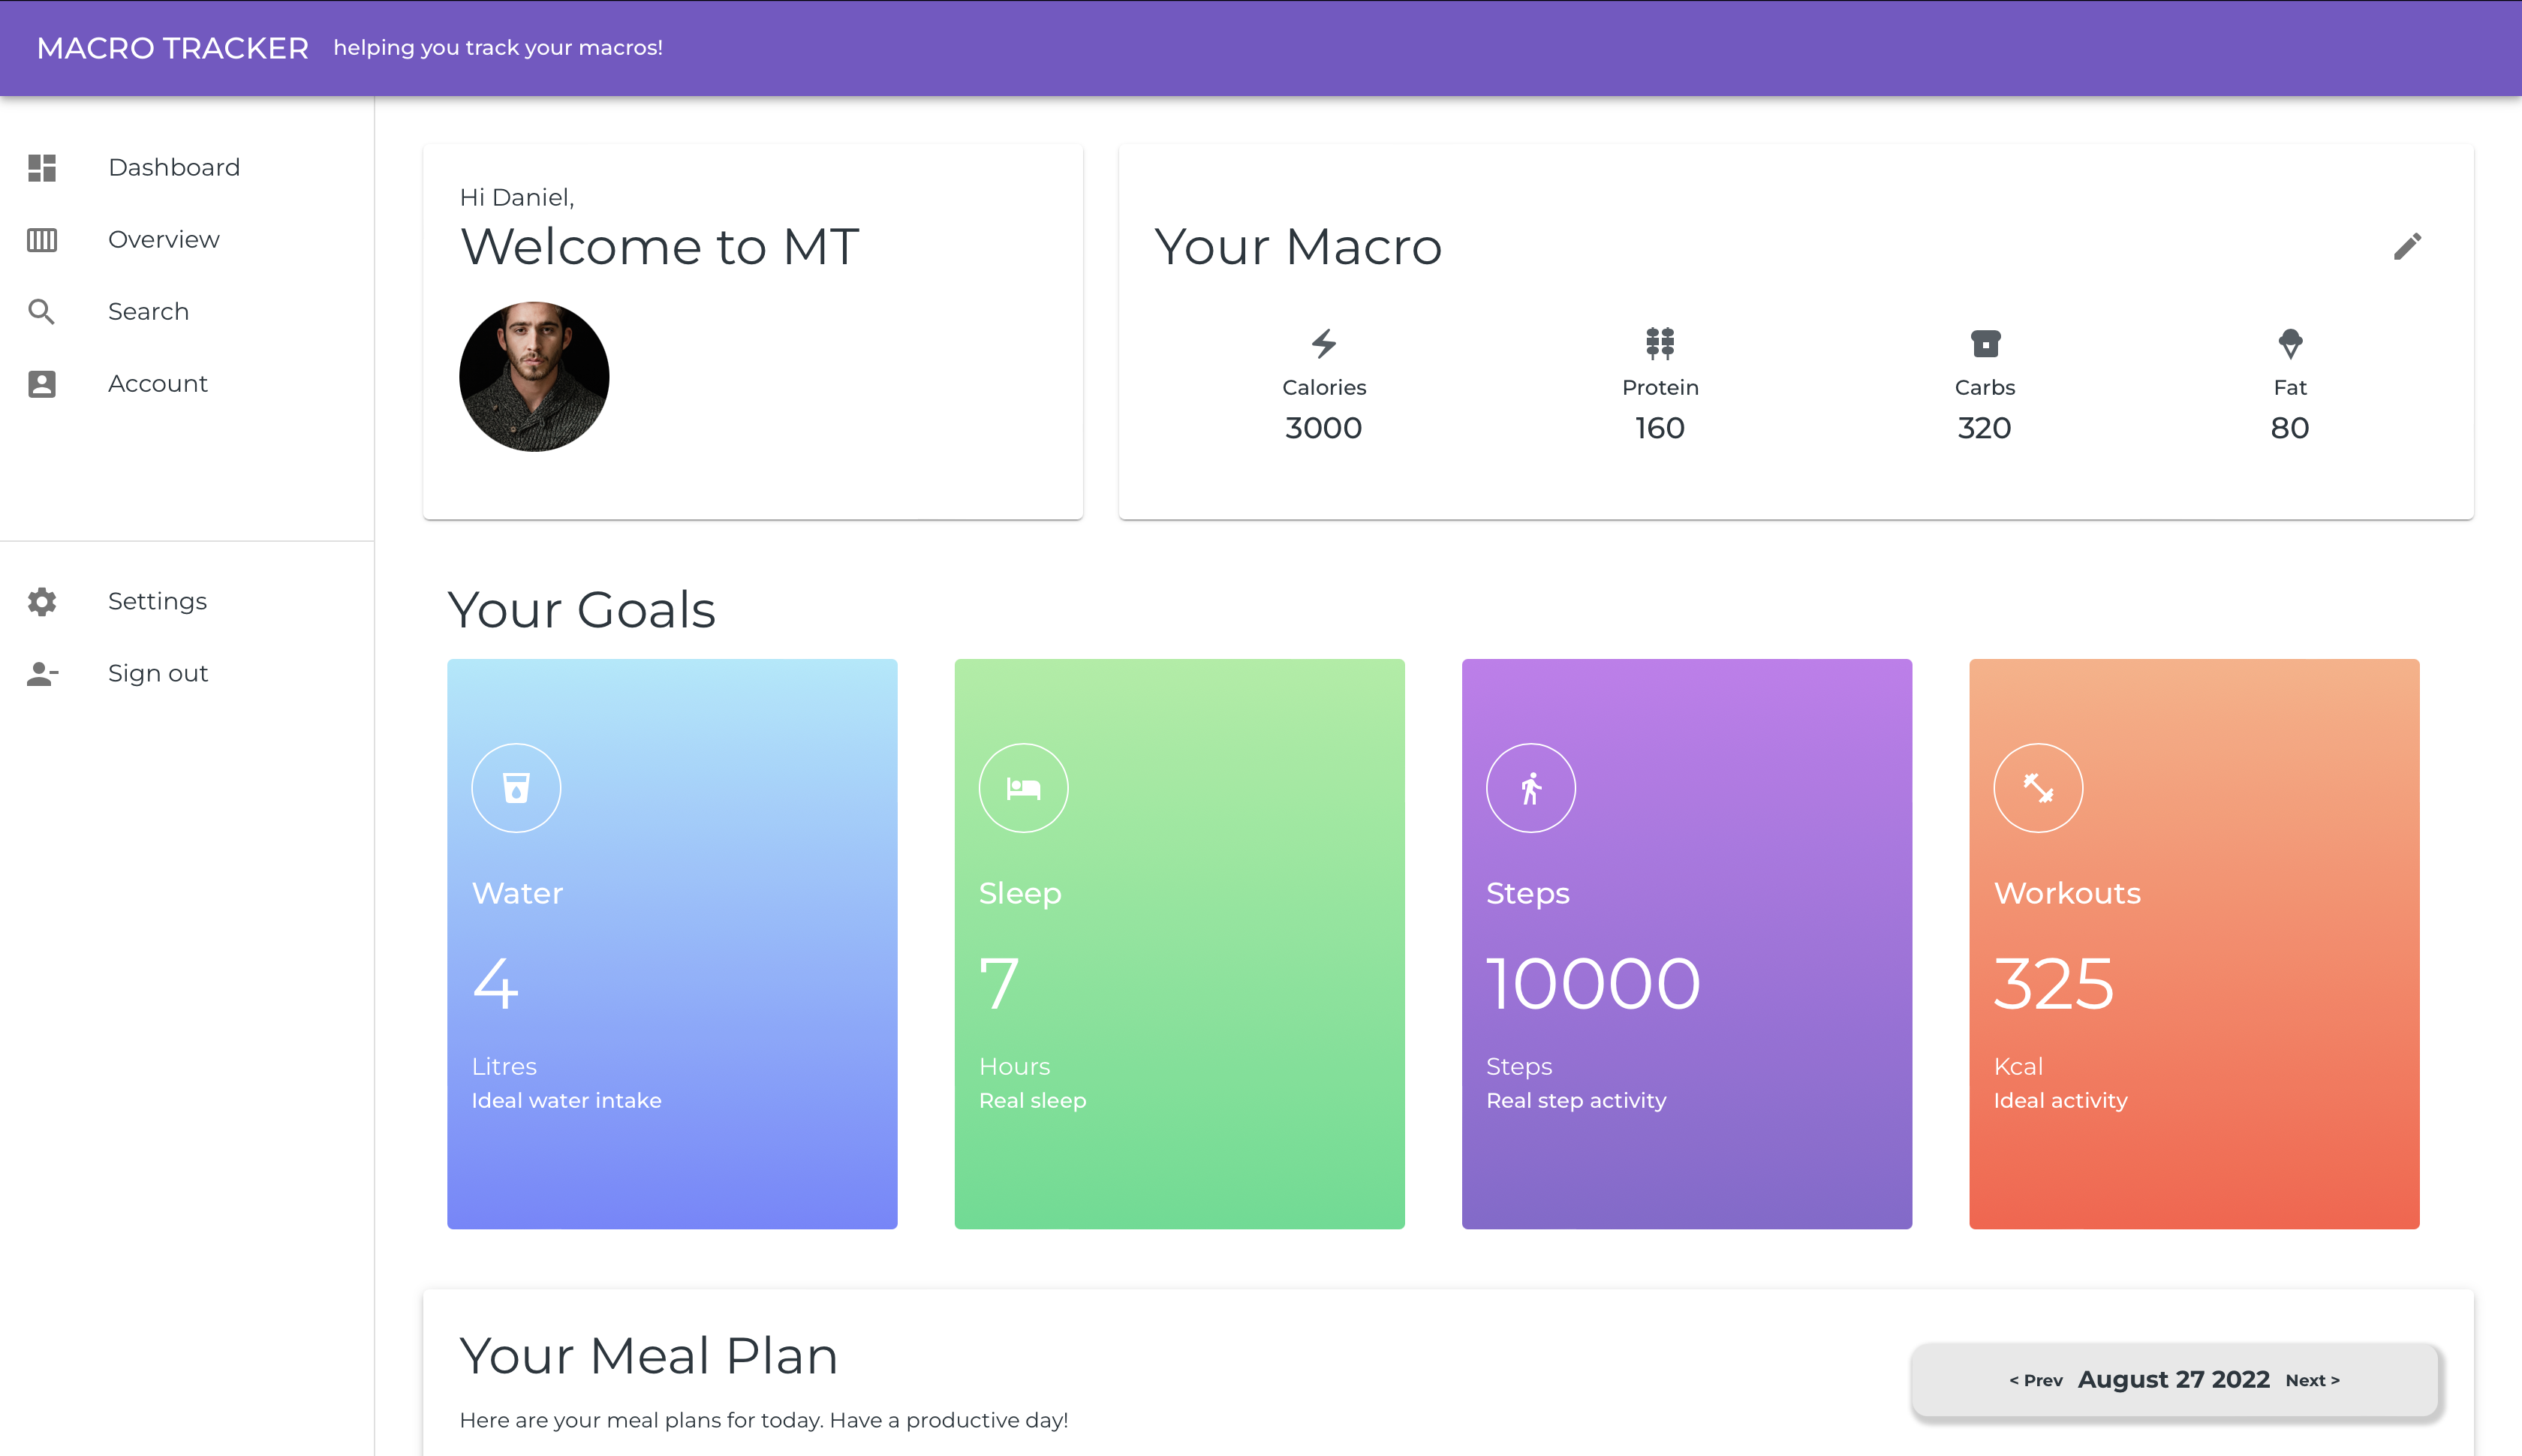 MACRO TRACKER helping you track your macros!
Dashboard
Overview
Search
Account
Settings
Sign out
Hi Daniel,
Welcome to MT
Your Macro
Calories
3000
Protein
160
Carbs
320
Fat
80
Your Goals
Water
4
Litres
Ideal water intake
Sleep
7
Hours
Real sleep
Steps
10000
Steps
Real step activity
Workouts
325
Kcal
Ideal activity
Your Meal Plan
Here are your meal plans for today. Have a productive day!
< Prev August 27 2022 Next >